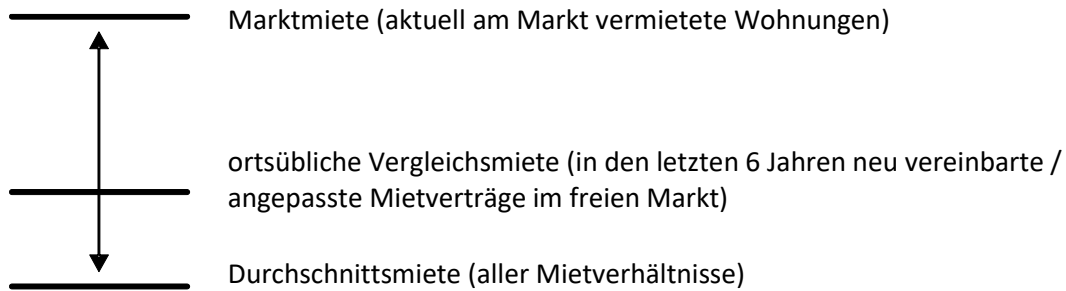 Marktmiete (aktuell am Markt vermietete Wohnungen)
ortsübliche Vergleichsmiete (in den letzten 6 Jahren neu vereinbarte /
angepasste Mietverträge im freien Markt)
Durchschnittsmiete (aller Mietverhältnisse)